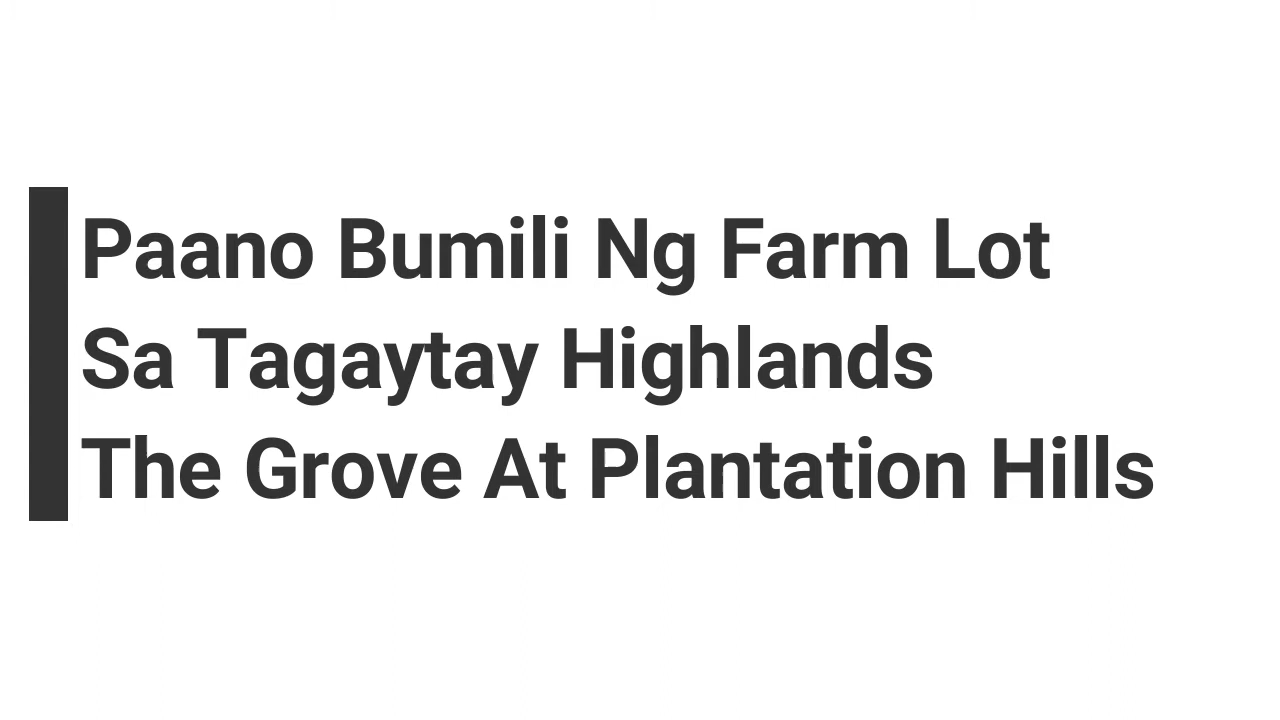 Paano Bumili Ng Farm Lot
Sa Tagaytay Highlands
The Grove At Plantation Hills